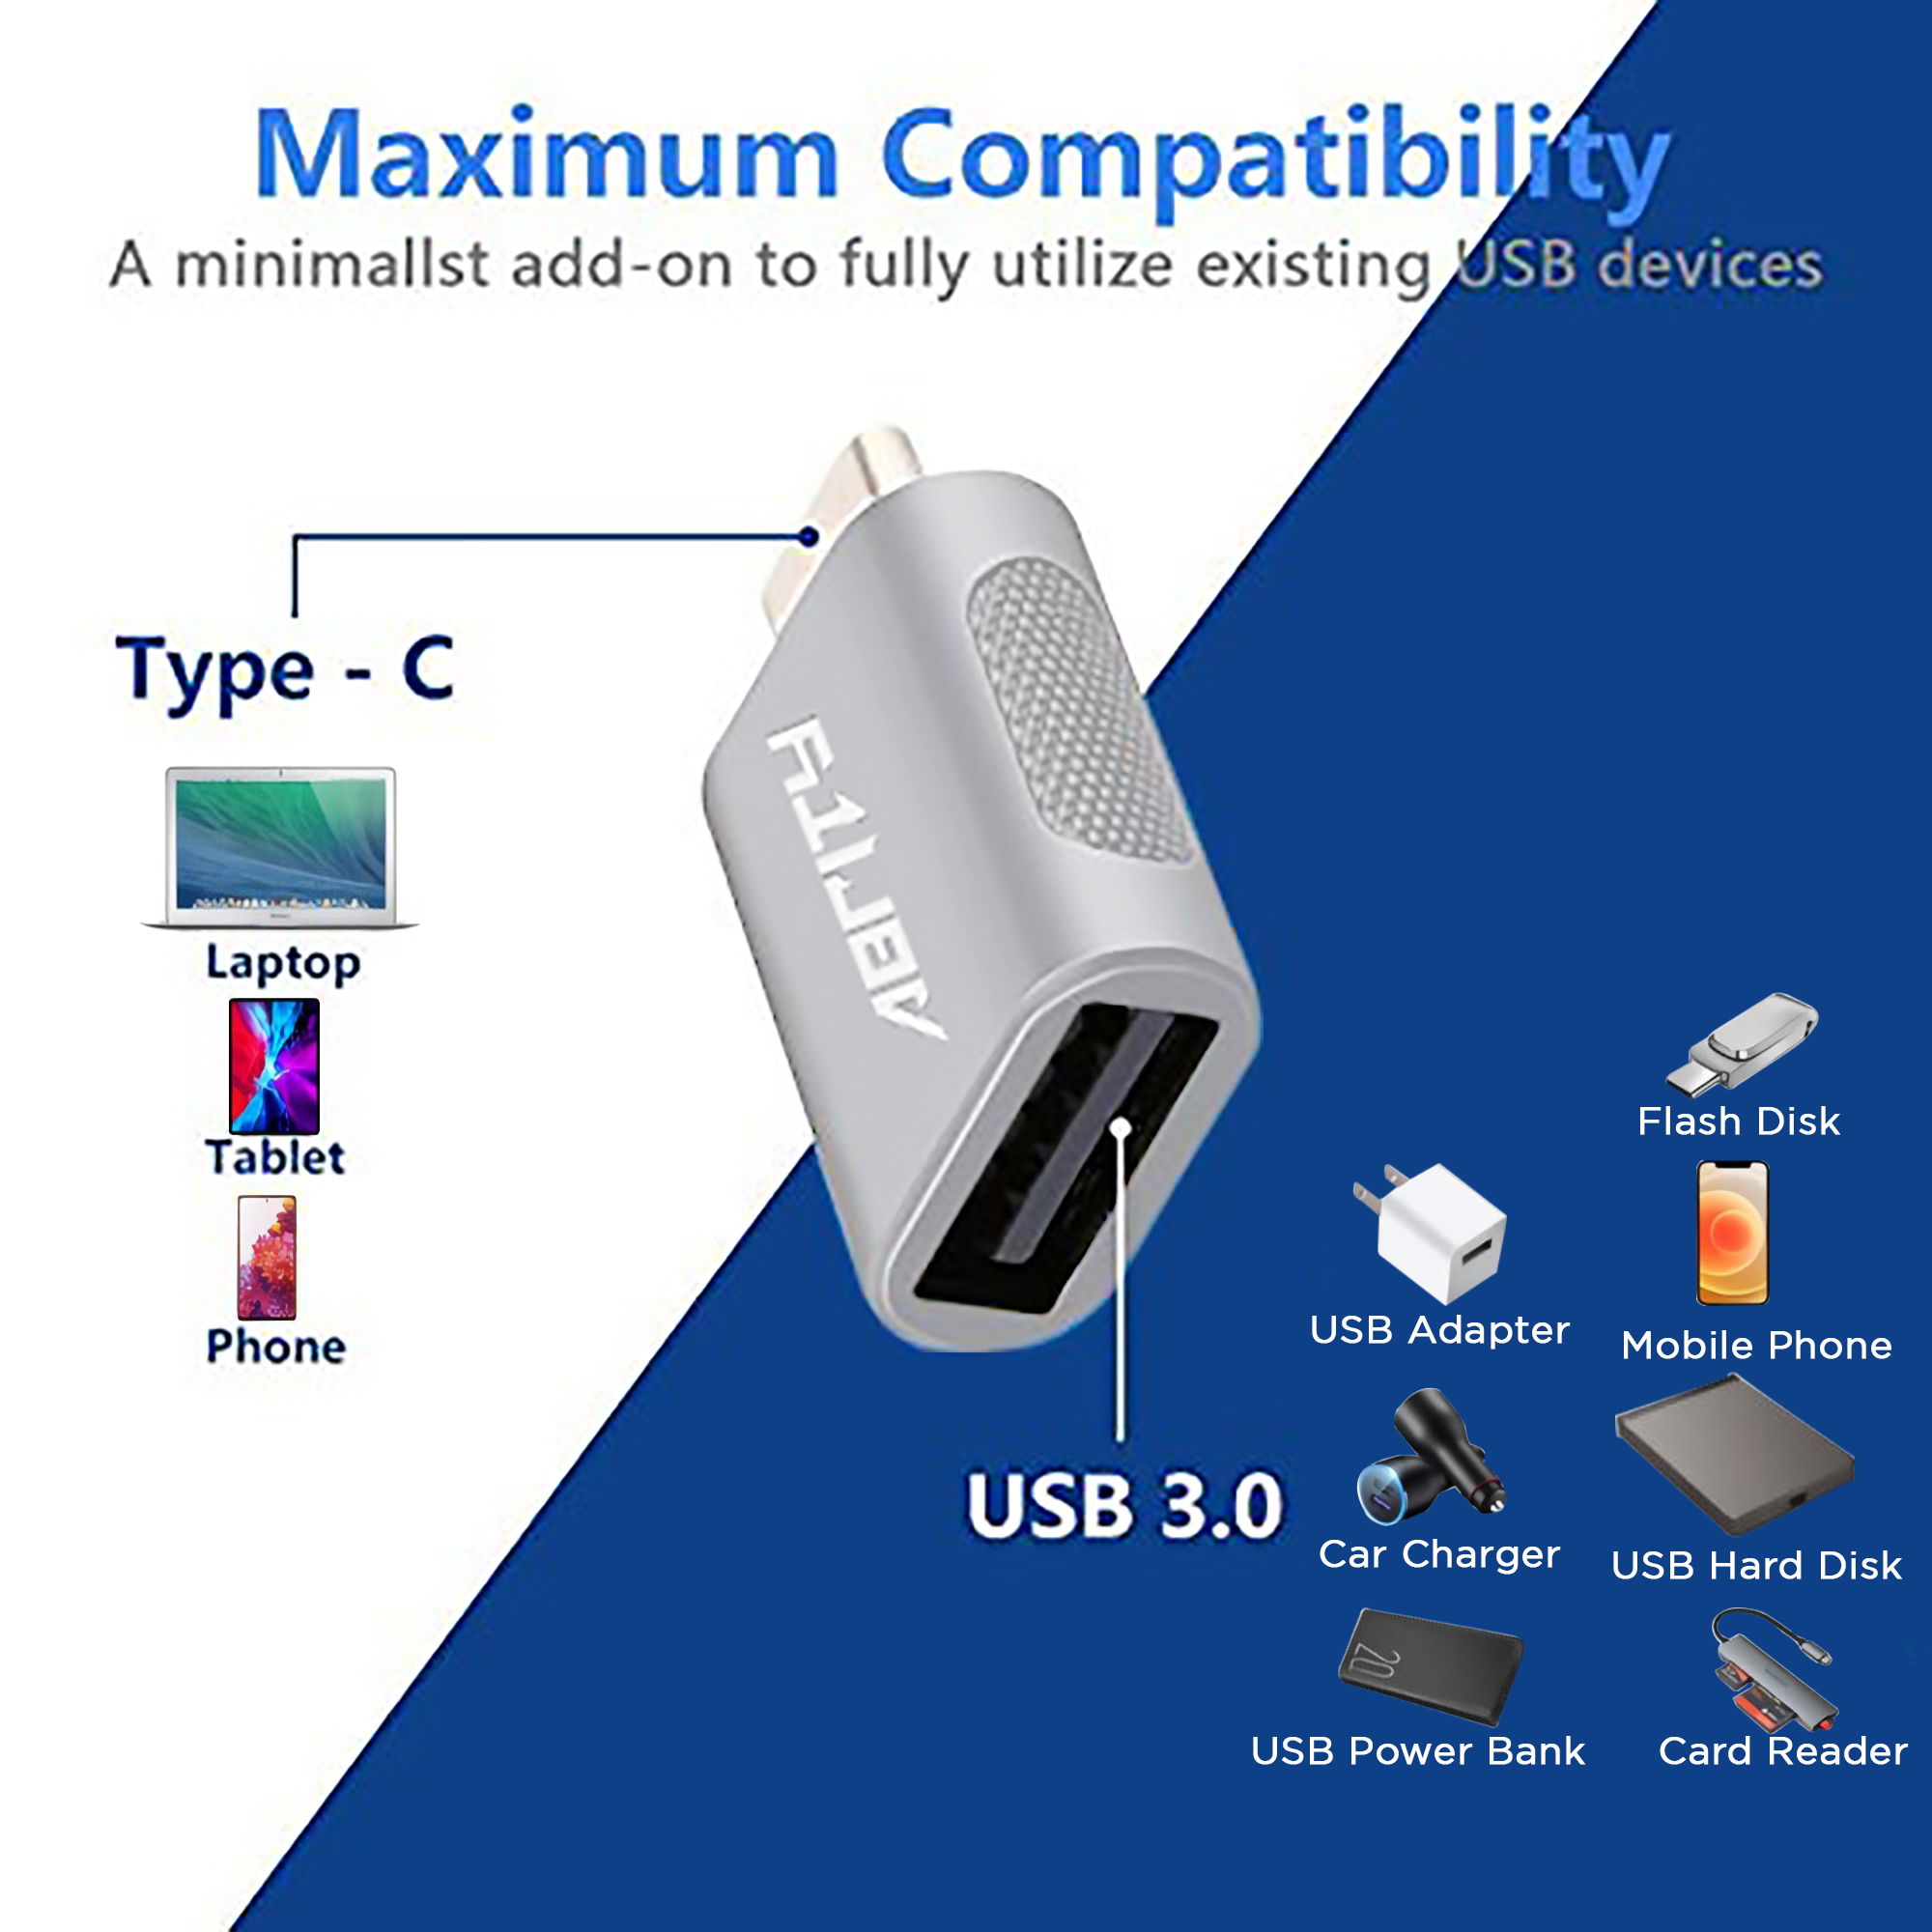 Maximum Compatibility
A minimallst add-on to fully utilize existing USB devices
Type - C
Laptop
Tablet
Phone
USB 3.0
Flash Disk
USB Adapter
Mobile Phone
Car Charger
USB Hard Disk
20
USB Power Bank
Card Reader